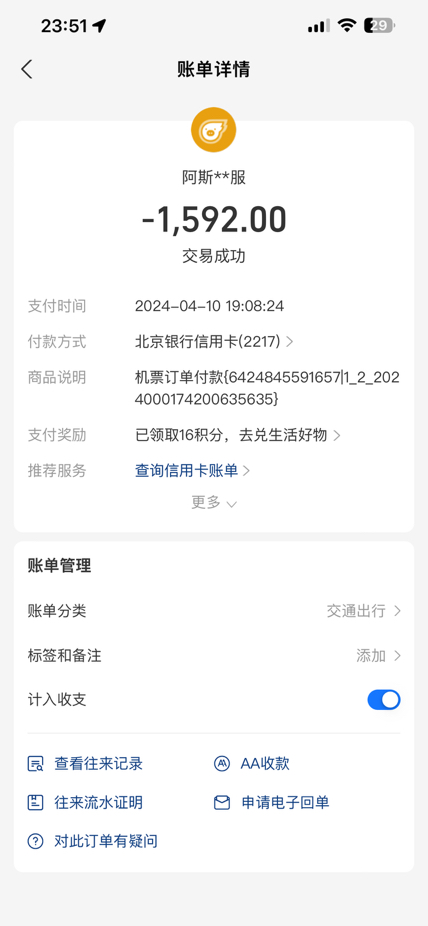 23:51
29
账单详情
阿斯**服
-1,592.00
交易成功
支付时间 2024-04-10 19:08:24
付款方式 北京银行信用卡(2217)
商品说明 机票订单付款{6424845591657|1_2_202
4000174200635635}
支付奖励 已领取16积分，去兑生活好物
推荐服务 查询信用卡账单
更多
账单管理
账单分类 交通出行
标签和备注 添加
计入收支
查看往来记录 AA收款
往来流水证明 申请电子回单
对此订单有疑问